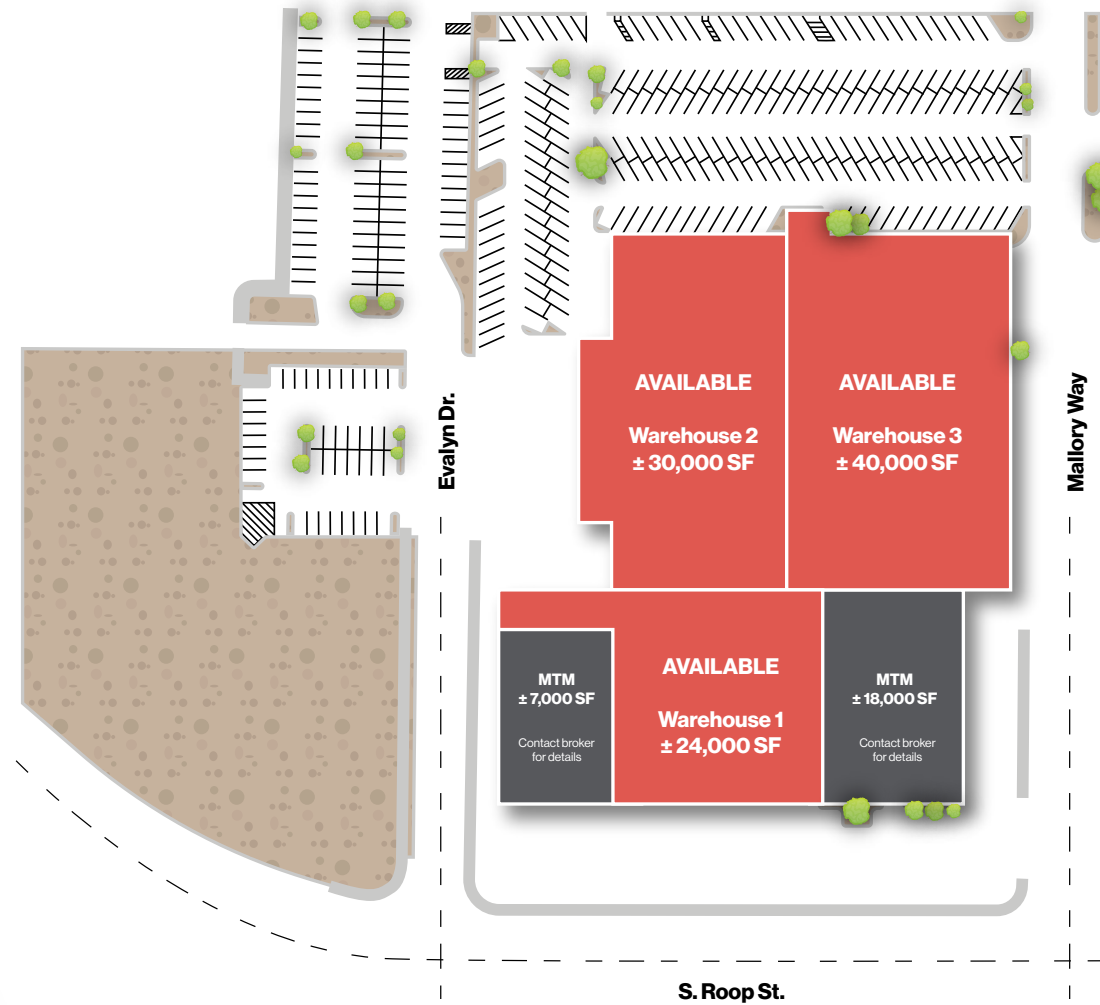 AVAILABLE
Warehouse 2
± 30,000 SF
AVAILABLE
Warehouse 3
± 40,000 SF
Evalyn Dr.
Mallory Way
MTM
± 7,000 SF
Contact broker
for details
AVAILABLE
Warehouse 1
± 24,000 SF
MTM
± 18,000 SF
Contact broker
for details
S. Roop St.